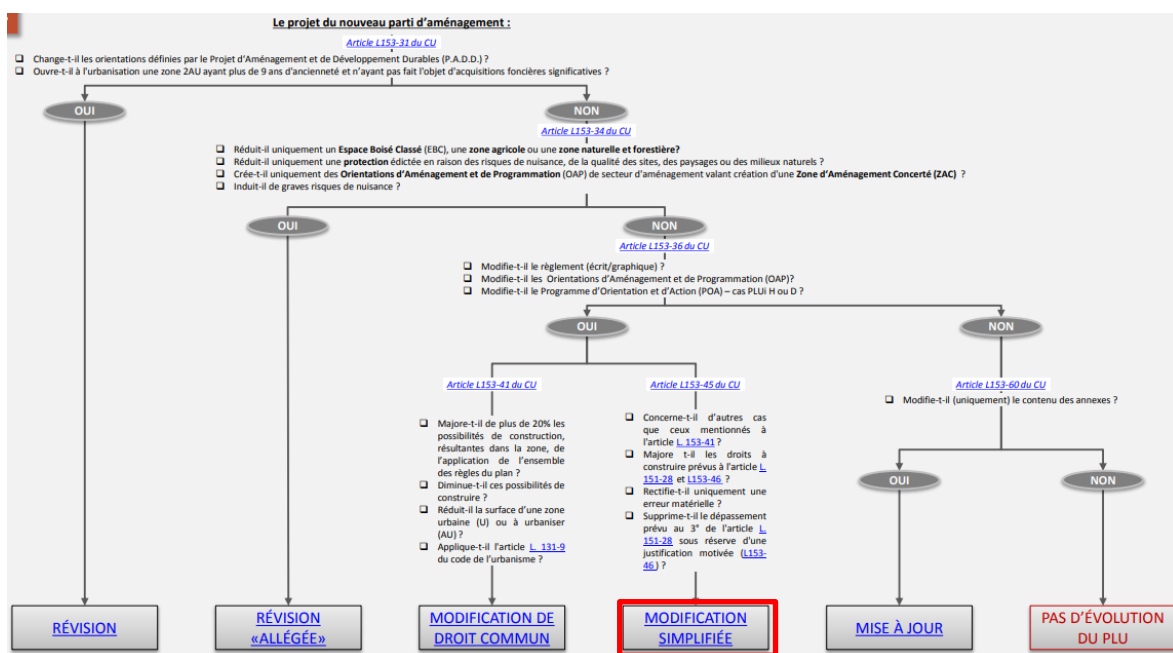 Le projet du nouveau parti d'aménagement :
Article L153-31 du CU
❑ Change-t-il les orientations définies par le Projet d'Aménagement et de Développement Durables (P.A.D.D.) ?
❑ Ouvre-t-il à l'urbanisation une zone 2AU ayant plus de 9 ans d'ancienneté et n'ayant pas fait l'objet d'acquisitions foncières significatives ?
OUI
NON
Article L153-34 du CU
❑ Réduit-il uniquement un Espace Boisé Classé (EBC), une zone agricole ou une zone naturelle et forestière?
❑ Réduit-il uniquement une protection édictée en raison des risques de nuisance, de la qualité des sites, des paysages ou des milieux naturels ?
❑ Crée-t-il uniquement des Orientations d'Aménagement et de Programmation (OAP) de secteur d'aménagement valant création d'une Zone d'Aménagement Concerté (ZAC) ?
❑ Induit-il de graves risques de nuisance ?
OUI
NON
Article L153-36 du CU
❑ Modifie-t-il le règlement (écrit/graphique) ?
❑ Modifie-t-il les Orientations d'Aménagement et de Programmation (OAP)?
❑ Modifie-t-il le Programme d'Orientation et d'Action (POA) – cas PLUi H ou D ?
OUI
NON
Article L153-41 du CU
❑ Majore-t-il de plus de 20% les
possibilités de construction,
résultantes dans la zone, de
l'application de l'ensemble
des règles du plan ?
❑ Diminue-t-il ces possibilités de
construire ?
❑ Réduit-il la surface d'une zone
urbaine (U) ou à urbaniser
(AU) ?
❑ Applique-t-il l'article L. 131-9
du code de l'urbanisme ?
Article L153-45 du CU
❑ Concerne-t-il d'autres cas
que ceux mentionnés à
l'article L. 153-41 ?
❑ Majore t-il les droits à
construire prévus à l'article L.
151-28 et L153-46 ?
❑ Rectifie-t-il uniquement une
erreur matérielle ?
❑ Supprime-t-il le dépassement
prévu au 3° de l'article L.
151-28 sous réserve d'une
justification motivée (L153-
46 ) ?
Article L153-60 du CU
❑ Modifie-t-il (uniquement) le contenu des annexes ?
OUI
NON
RÉVISION
RÉVISION
«ALLÉGÉE»
MODIFICATION DE
DROIT COMMUN
MODIFICATION
SIMPLIFIÉE
MISE À JOUR
PAS D'ÉVOLUTION
DU PLU